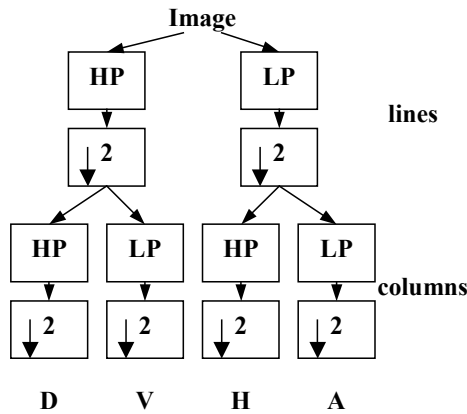 Image
HP LP
lines
2 2
HP LP HP LP
columns
2 2 2 2
D V H A